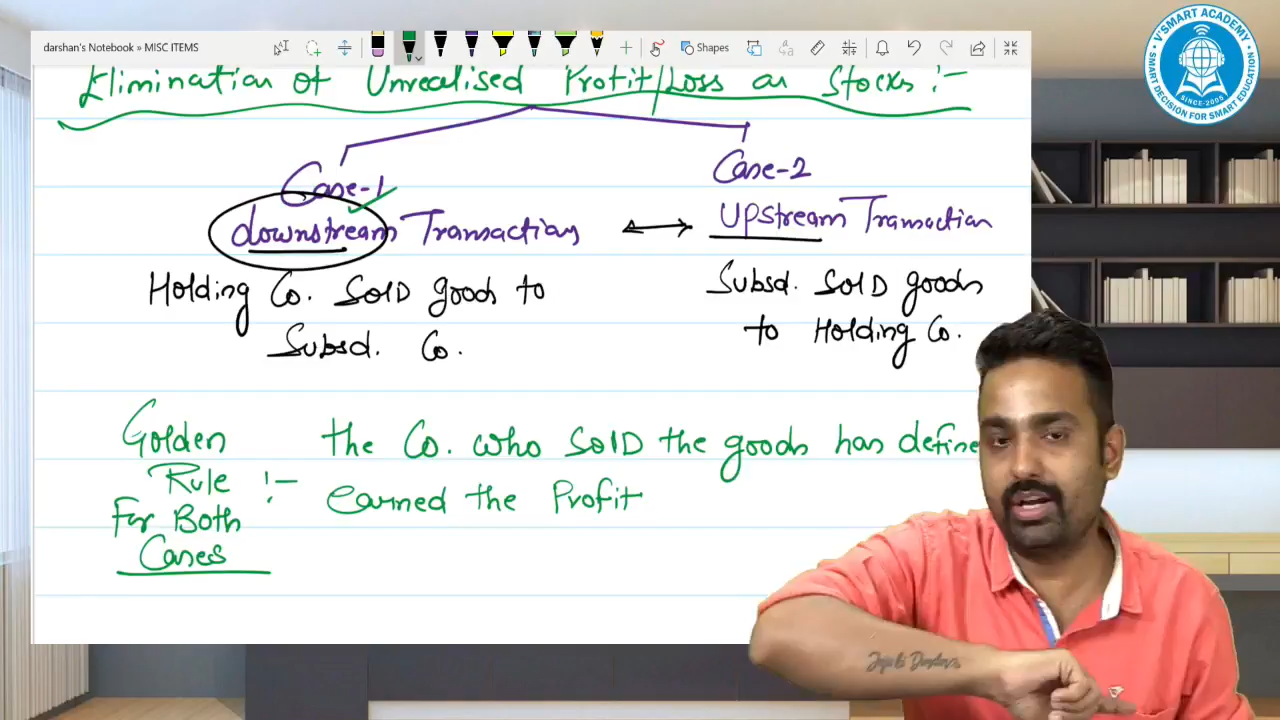 darshan's Notebook » MISC ITEMS
Shapes
V'SMART ACADEMY
SMART DECISION FOR SMART EDUCATION
SINCE-2005
Elimination of Unrealised Profit/Loss on Stocks :-
Case-1
Case-2
downstream Transaction
Upstream Transaction
Holding Co. Sold goods to
Subsd. Co.
Subsd. Sold goods
to Holding Co.
Golden
Rule :-
For Both
Cases
the Co. who Sold the goods has define
earned the Profit